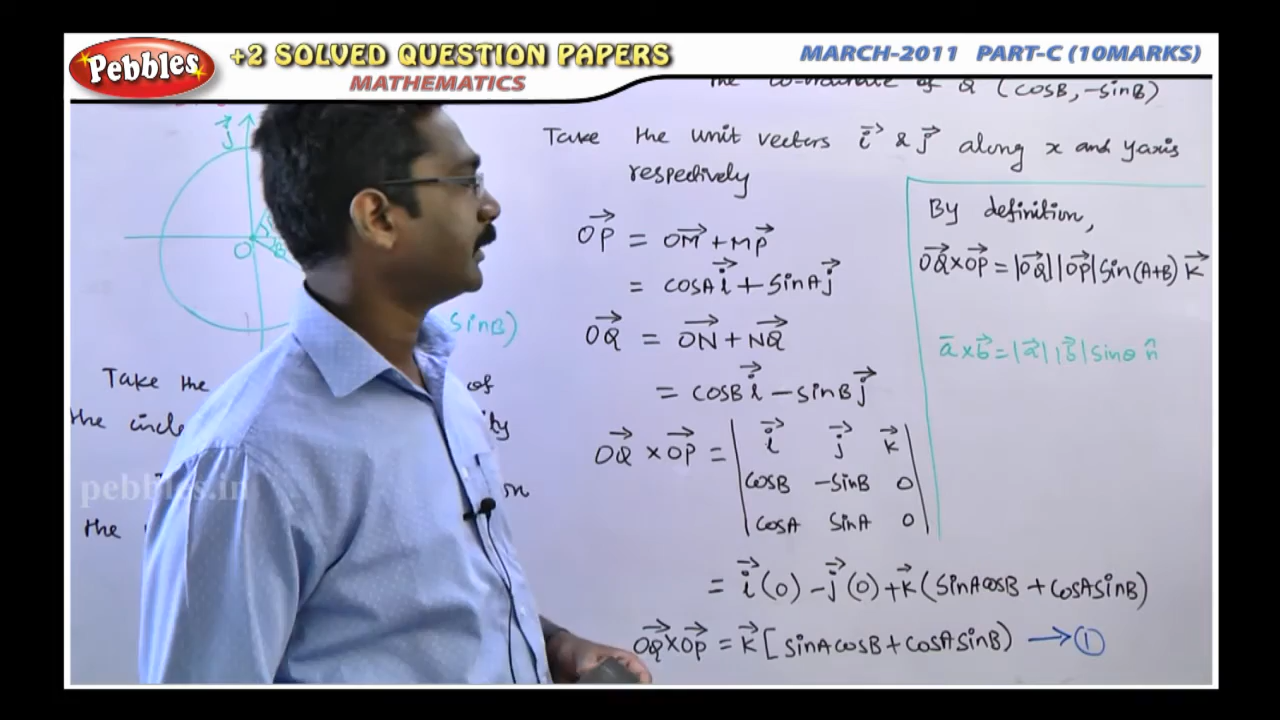 Pebbles
+2 SOLVED QUESTION PAPERS
MATHEMATICS
MARCH-2011 PART-C (10MARKS)
the co-ordinate of Q (cosB, -sinB)
Take the unit vectors i⃗ & j⃗ along x and y axis
respectively
OP⃗ = OM⃗ + MP⃗
= cosA i⃗ + sinA j⃗
OQ⃗ = ON⃗ + NQ⃗
= cosB i⃗ - sinB j⃗
OQ⃗ × OP⃗ = | i⃗ j⃗ k⃗ |
| cosB -sinB 0 |
| cosA sinA 0 |
= i⃗(0) - j⃗(0) + k⃗(sinAcosB + cosAsinB)
OQ⃗×OP⃗ = k⃗[sinAcosB + cosAsinB) → ①
By definition,
OQ⃗×OP⃗ = |OQ⃗| |OP⃗| sin(A+B) k⃗
a⃗ × b⃗ = |a⃗| |b⃗| sinθ n̂
j⃗
O
B
sinB)
Take the of
the circle
on
the
pebbles.in